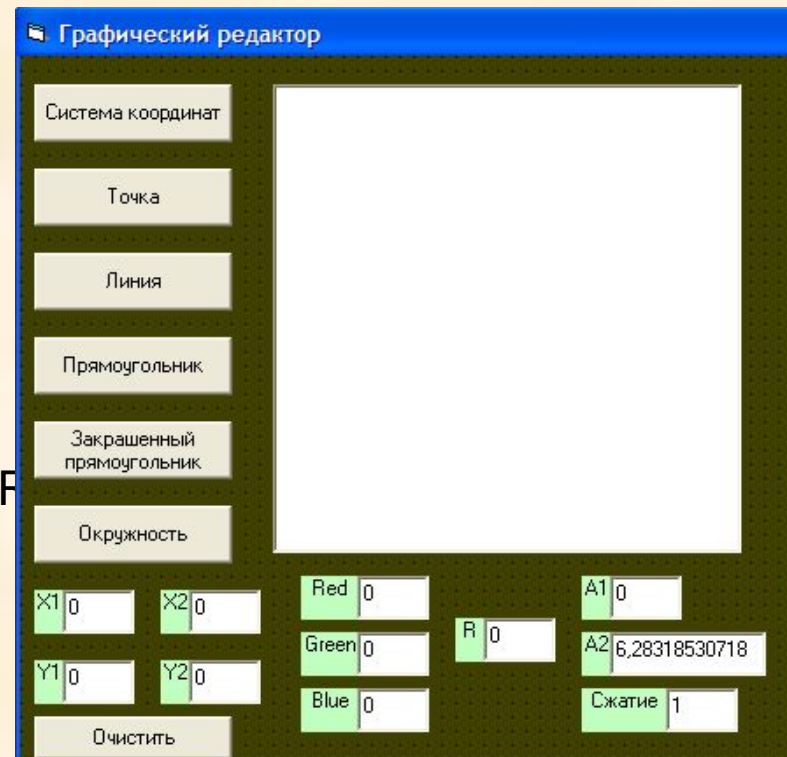 Графический редактор
Система координат
Точка
Линия
Прямоугольник
Закрашенный
прямоугольник
Окружность
F
X1 0
X2 0
Y1 0
Y2 0
Очистить
Red 0
Green 0
Blue 0
R 0
A1 0
A2 6,28318530718
Сжатие 1